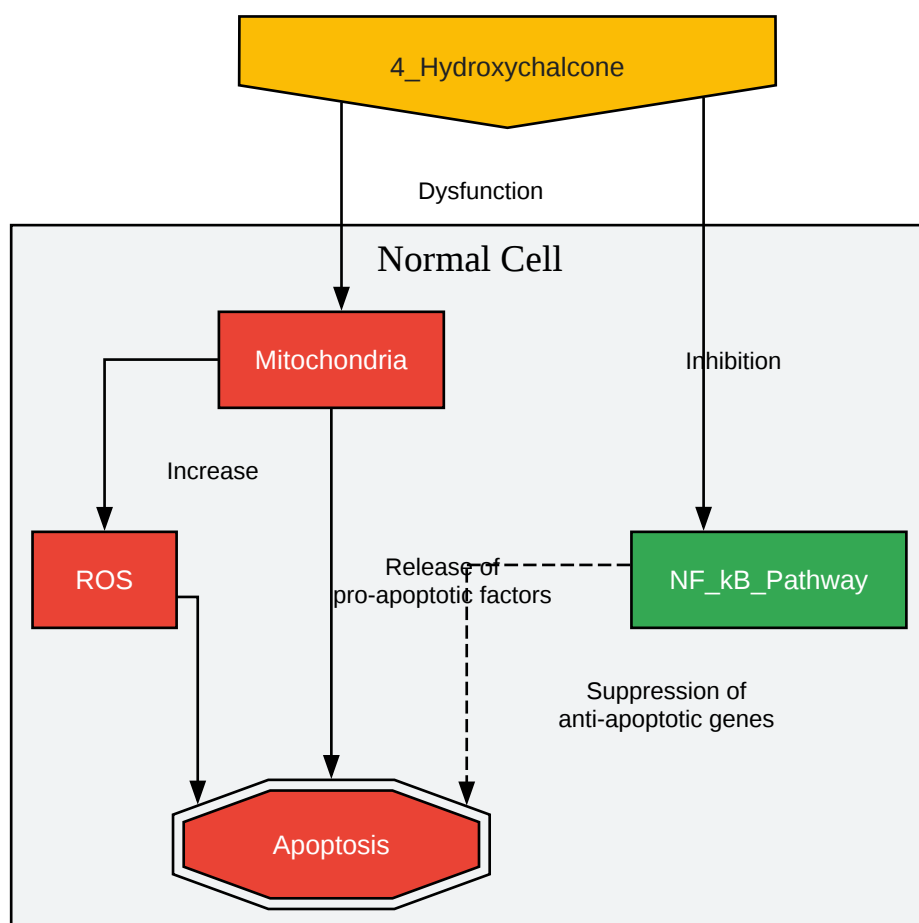 4_Hydroxychalcone
Dysfunction
Normal Cell
Mitochondria
Inhibition
Increase
Release of
pro-apoptotic factors
ROS
NF_kB_Pathway
Suppression of
anti-apoptotic genes
Apoptosis